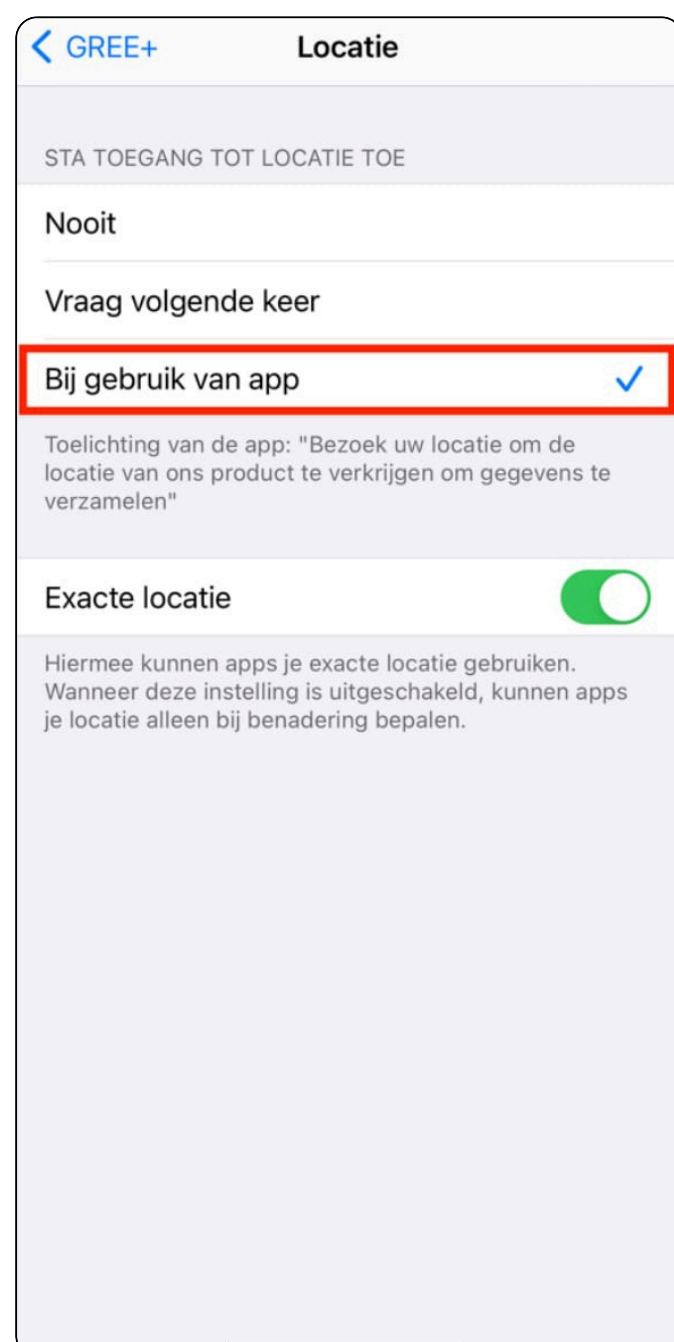 GREE+
Locatie
STA TOEGANG TOT LOCATIE TOE
Nooit
Vraag volgende keer
Bij gebruik van app
Toelichting van de app: "Bezoek uw locatie om de
locatie van ons product te verkrijgen om gegevens te
verzamelen"
Exacte locatie
Hiermee kunnen apps je exacte locatie gebruiken.
Wanneer deze instelling is uitgeschakeld, kunnen apps
je locatie alleen bij benadering bepalen.